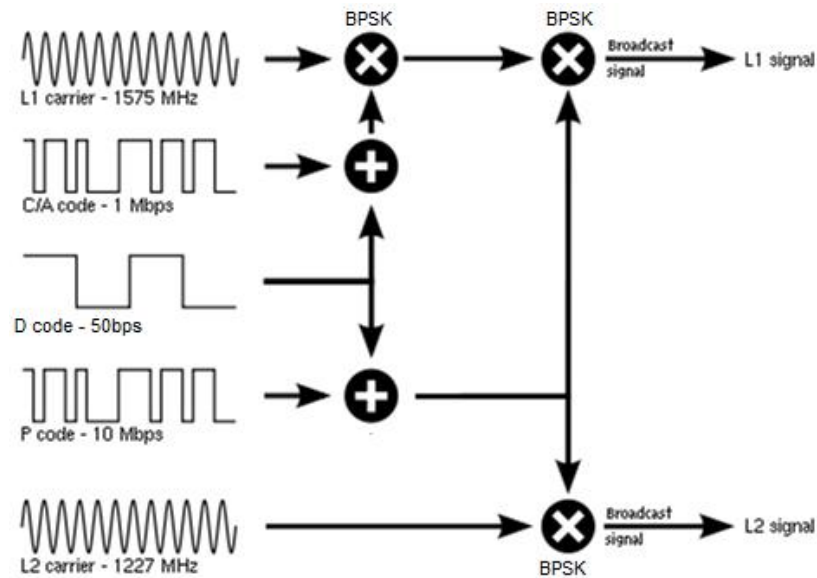 BPSK
BPSK
L1 carrier - 1575 MHz
Broadcast
signal
L1 signal
C/A code - 1 Mbps
D code - 50bps
P code - 10 Mbps
L2 carrier - 1227 MHz
Broadcast
signal
L2 signal
BPSK